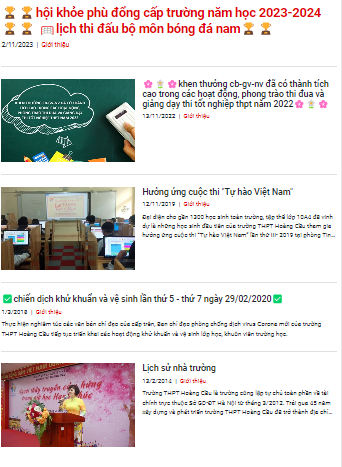 🏆🏆hội khỏe phù đổng cấp trường năm học 2023-2024
🏆🏆 🥅lịch thi đấu bộ môn bóng đá nam🏆🏆
2/11/2023 | Giới thiệu
🌸🏺🌸khen thưởng cb-gv-nv đã có thành tích
cao trong các hoạt động, phong trào thi đua và
giảng dạy thi tốt nghiệp thpt năm 2022🌸🏺🌸
13/11/2022 | Giới thiệu
Hưởng ứng cuộc thi "Tự hào Việt Nam"
12/11/2019 | Giới thiệu
Đại diện cho gần 1300 học sinh toàn trường, tập thể lớp 10A4 đã vinh
dự là những học sinh đầu tiên của trường THPT Hoàng Cầu tham gia
hưởng ứng cuộc thi "Tự hào Việt Nam" lần thứ III- 2019 tại phòng Tin...
✅chiến dịch khử khuẩn và vệ sinh lần thứ 5 - thứ 7 ngày 29/02/2020✅
1/3/2018 | Giới thiệu
Thực hiện nghiêm túc các văn bản chỉ đạo của cấp trên, Ban chỉ đạo phòng chống dịch virus Corona mới của trường
THPT Hoàng Cầu tiếp tục triển khai các hoạt động khử khuẩn và vệ sinh lớp học, khuôn viên trường học.
Lịch sử nhà trường
13/2/2014 | Giới thiệu
Trường THPT Hoàng Cầu là trường công lập tự chủ toàn phần về tài
chính trực thuộc Sở GD-ĐT Hà Nội từ tháng 3/2013. Trải qua 45 năm
xây dựng và phát triển trường THPT Hoàng Cầu đã trở thành địa chỉ...